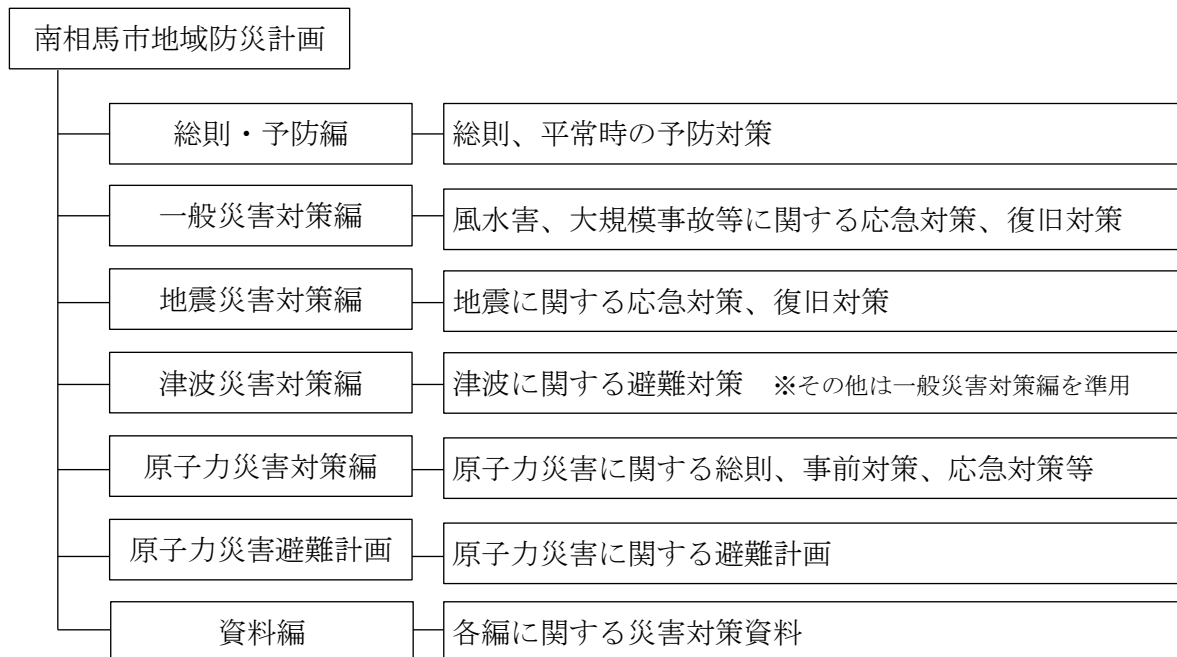 南相馬市地域防災計画
総則・予防編 総則、平常時の予防対策
一般災害対策編 風水害、大規模事故等に関する応急対策、復旧対策
地震災害対策編 地震に関する応急対策、復旧対策
津波災害対策編 津波に関する避難対策 ※その他は一般災害対策編を準用
原子力災害対策編 原子力災害に関する総則、事前対策、応急対策等
原子力災害避難計画 原子力災害に関する避難計画
資料編 各編に関する災害対策資料